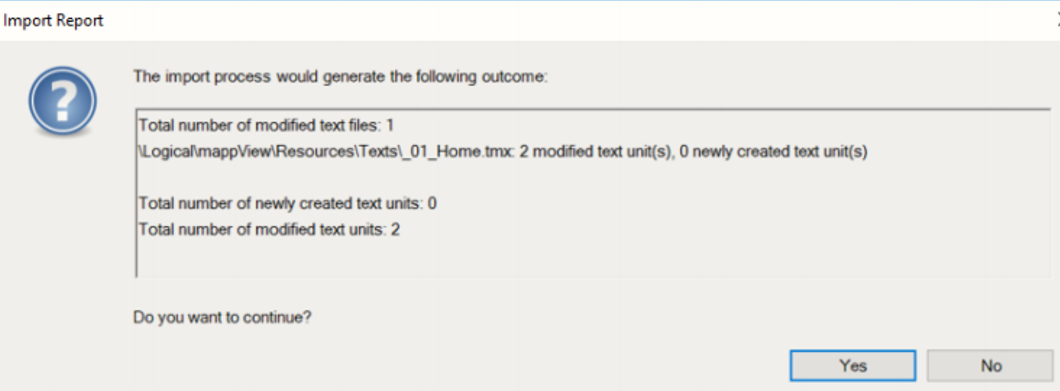 Import Report
The import process would generate the following outcome:
Total number of modified text files: 1
\Logical\mappView\Resources\Texts\_01_Home.tmx: 2 modified text unit(s), 0 newly created text unit(s)
Total number of newly created text units: 0
Total number of modified text units: 2
Do you want to continue?
Yes
No